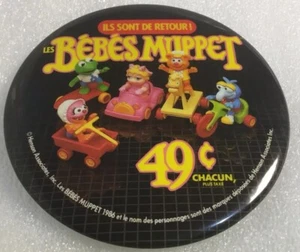 ILS SONT DE RETOUR!
LES BÉBÉS MUPPET
49¢
CHACUN,
PLUS TAXE
© Henson Associates, Inc. Les BÉBÉS MUPPET 1986 et le nom des personnages sont des marques déposées de Henson Associates Inc.